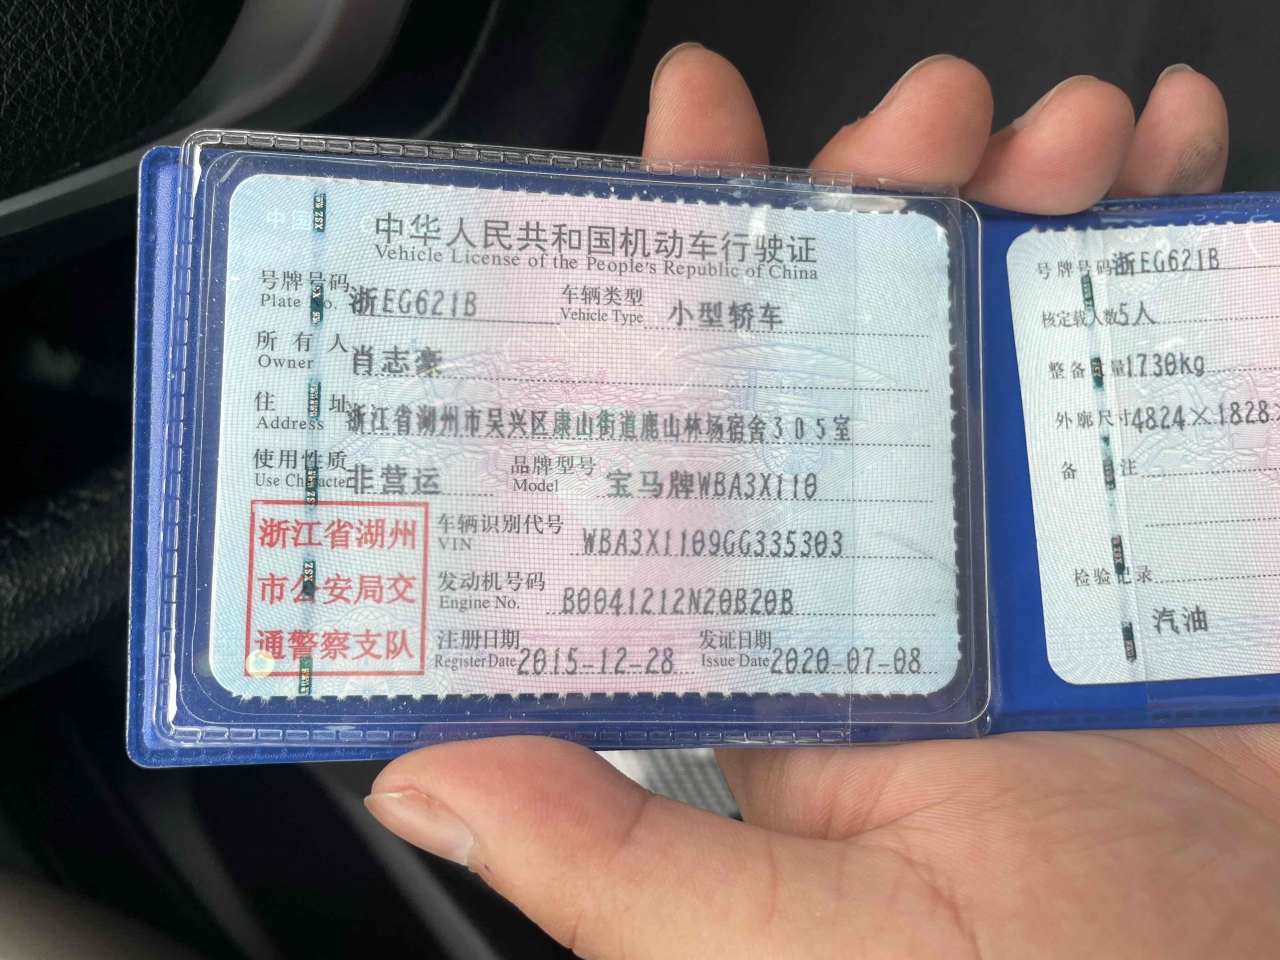 中华人民共和国机动车行驶证
Vehicle License of the People's Republic of China
号牌号码 浙EG621B 车辆类型 小型轿车
Plate No. Vehicle Type
所有人 肖志豪
Owner
住址 浙江省湖州市吴兴区康山街道鹿山林场宿舍305室
Address
使用性质 非营运 品牌型号 宝马牌WBA3X110
Use Character Model
浙江省湖州
市公安局交
通警察支队
车辆识别代号 WBA3X1109GG335303
VIN
发动机号码 B0041212N20B20B
Engine No.
注册日期 2015-12-28 发证日期 2020-07-08
Register Date Issue Date
号牌号码 浙EG621B
核定载人数 5人
整备 量 1730kg
外廓尺寸 4824×1828×
备 注
检验记录
汽油